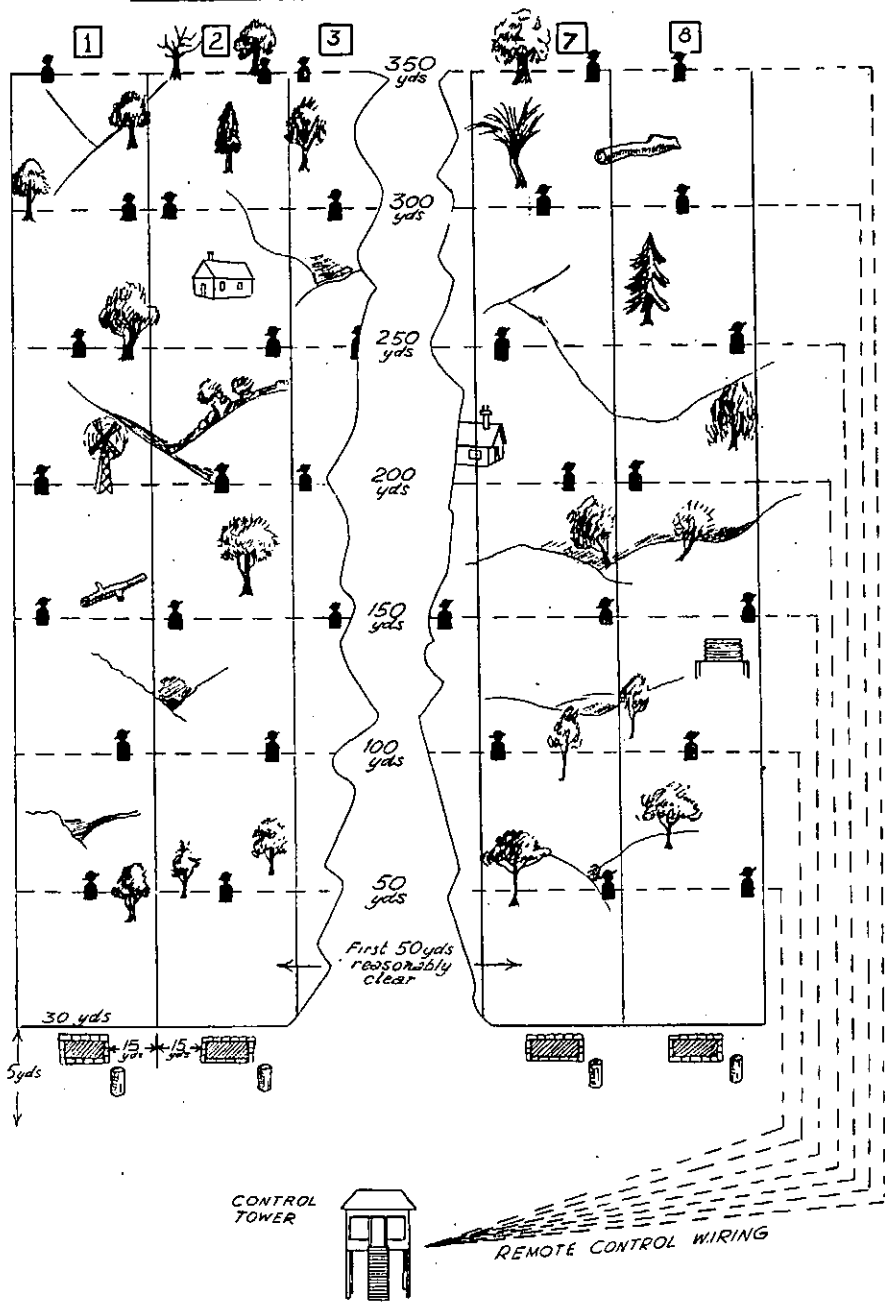 1 2 3 7 8
350
yds
300
yds
250
yds
200
yds
150
yds
100
yds
50
yds
First 50yds
reasonably
clear
30 yds
15 yds 15 yds
5yds
CONTROL
TOWER
REMOTE CONTROL WIRING